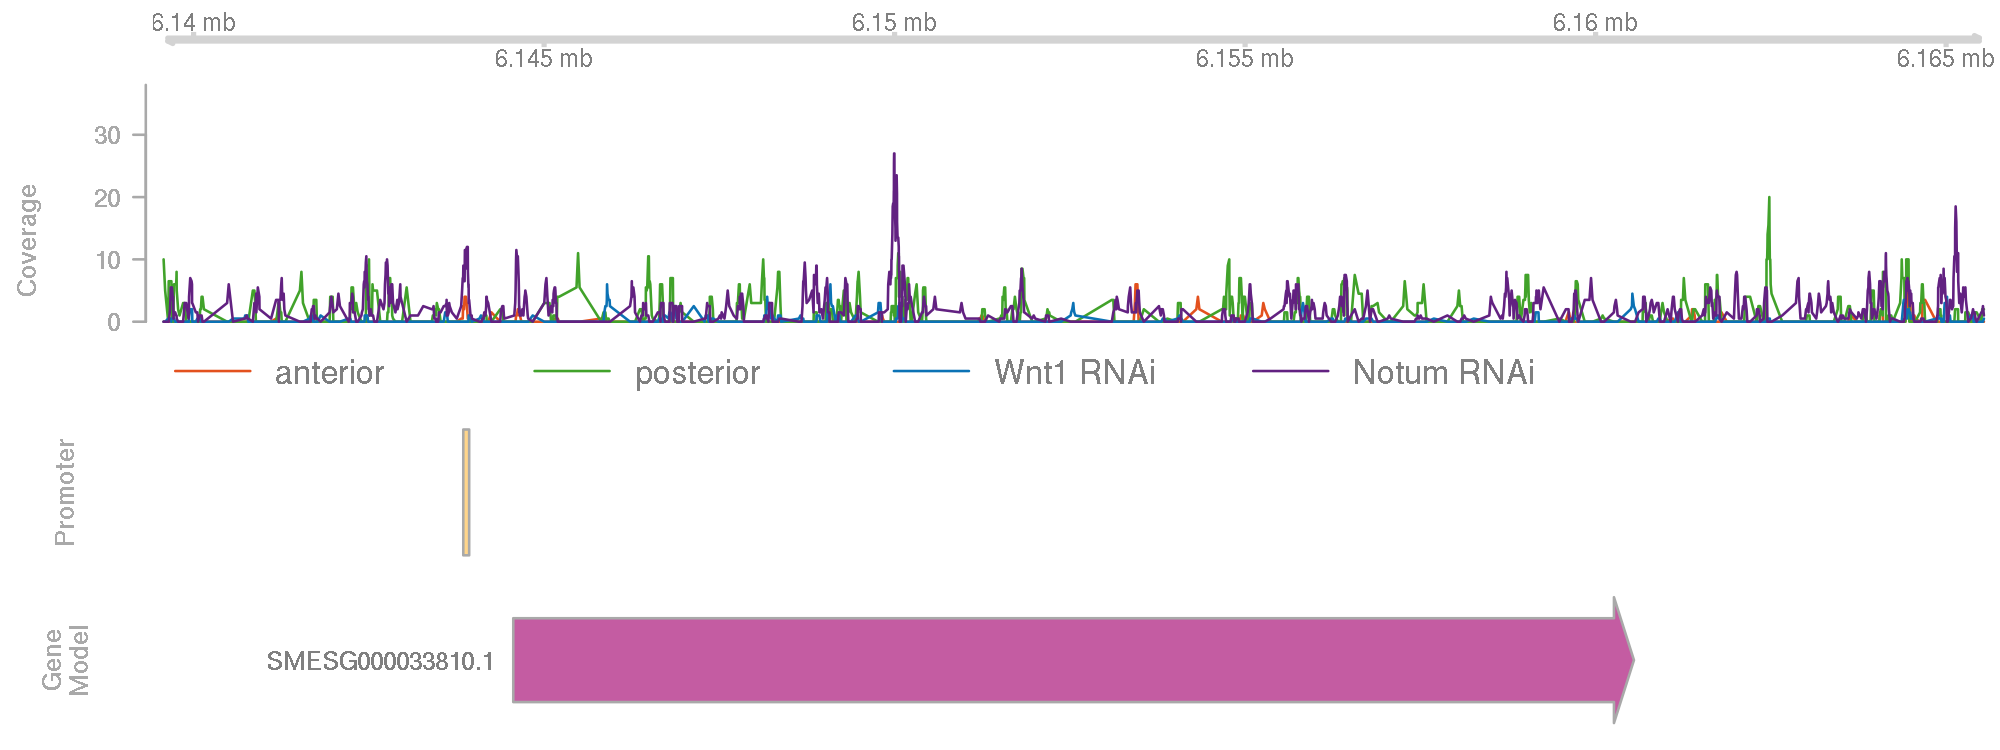 6.14 mb
6.15 mb
6.16 mb
6.145 mb
6.155 mb
6.165 mb
Coverage
30
20
10
0
anterior
posterior
Wnt1 RNAi
Notum RNAi
Promoter
0
Gene
Model
SMESG000033810.1